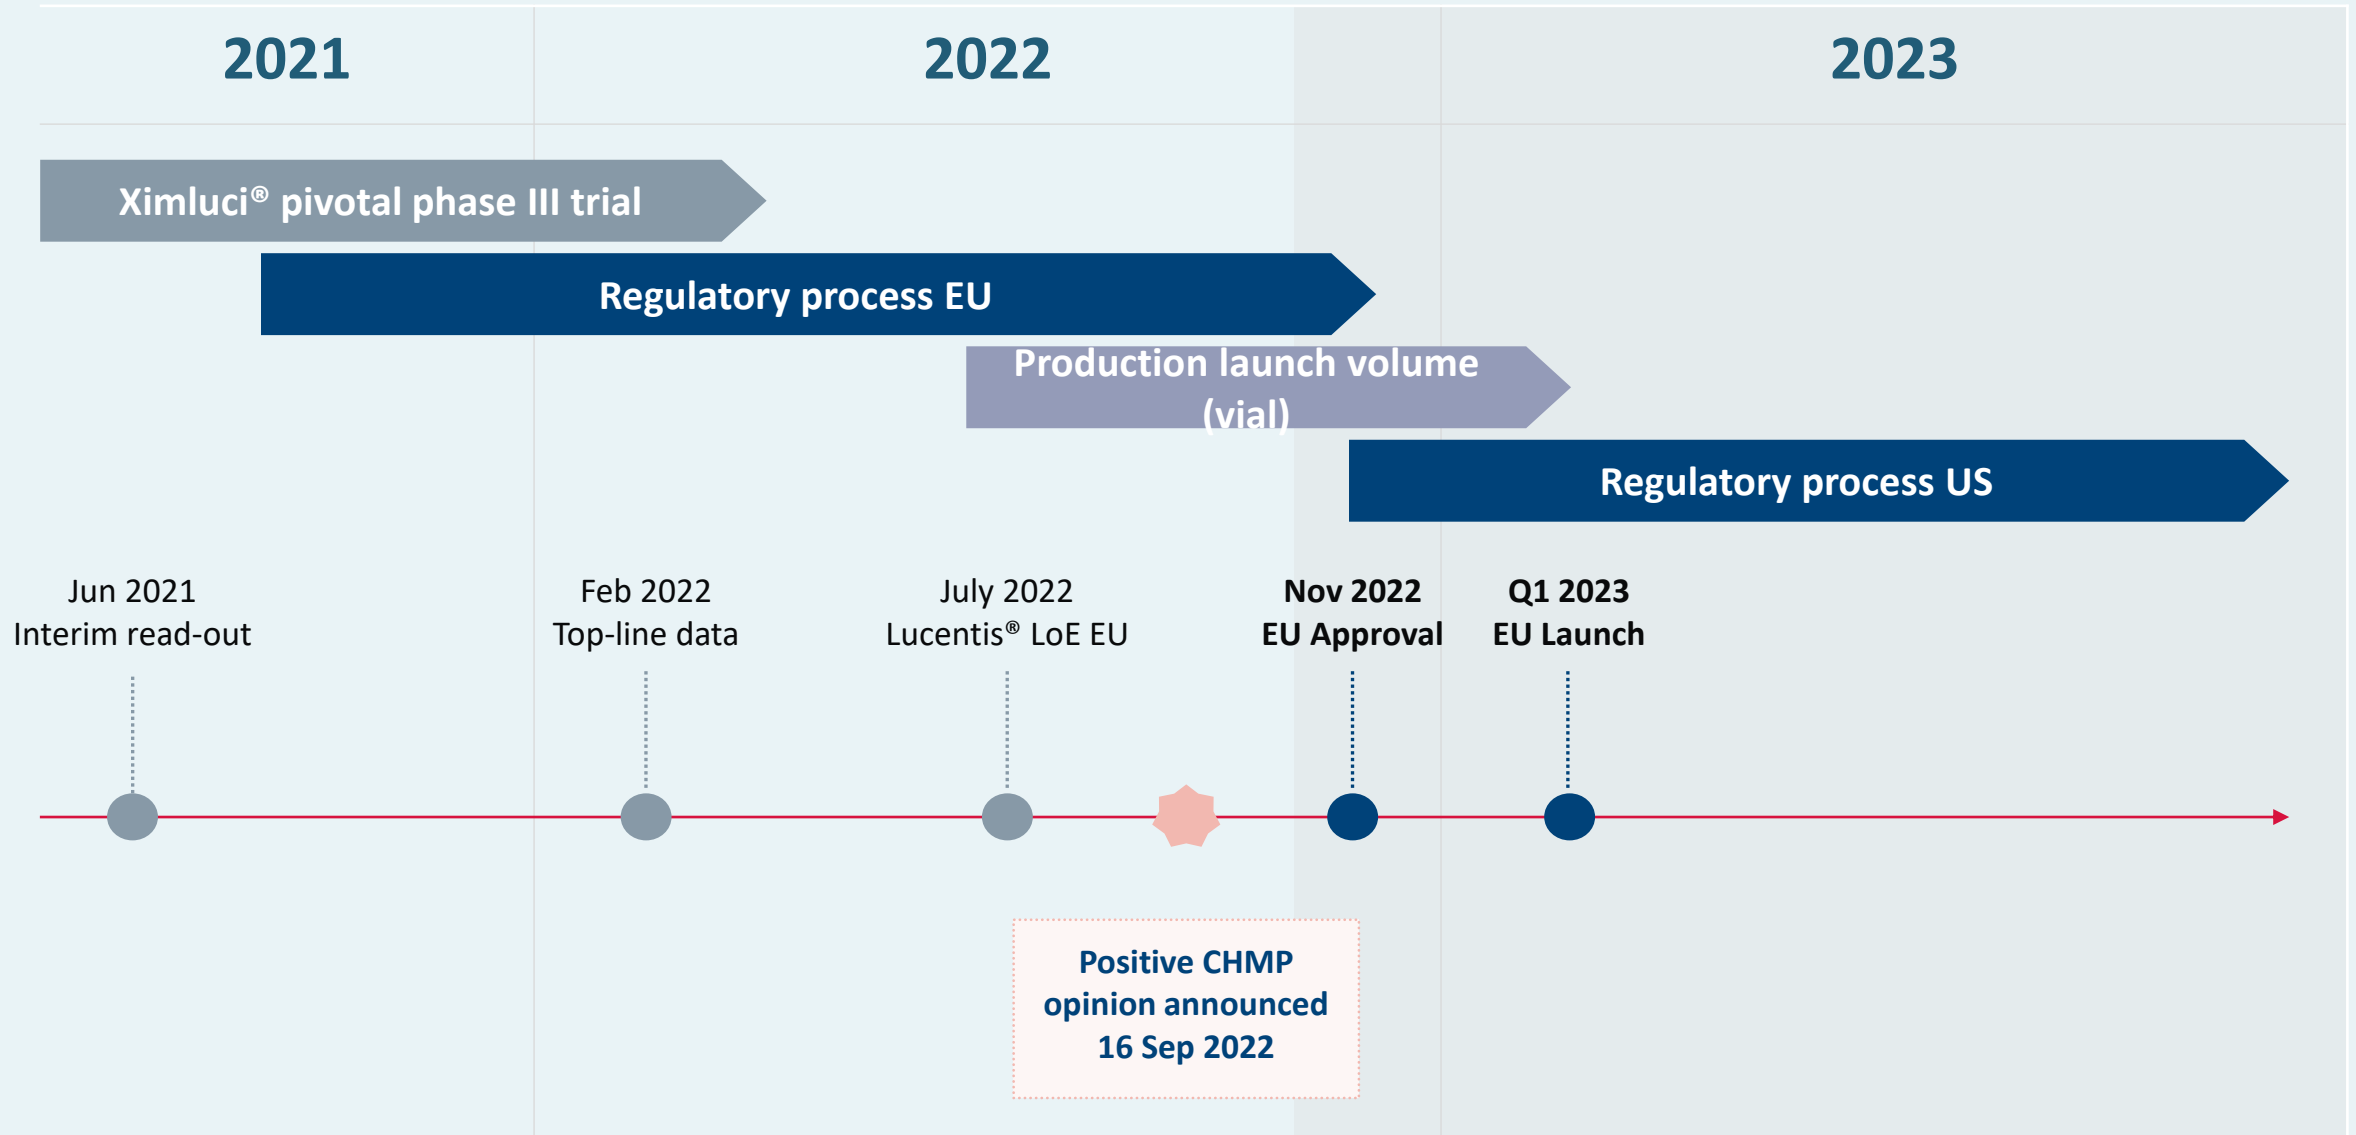 2021
2022
2023
Ximluci® pivotal phase III trial
Regulatory process EU
Production launch volume
(vial)
Regulatory process US
Jun 2021
Interim read-out
Feb 2022
Top-line data
July 2022
Lucentis® LoE EU
Nov 2022
EU Approval
Q1 2023
EU Launch
Positive CHMP
opinion announced
16 Sep 2022